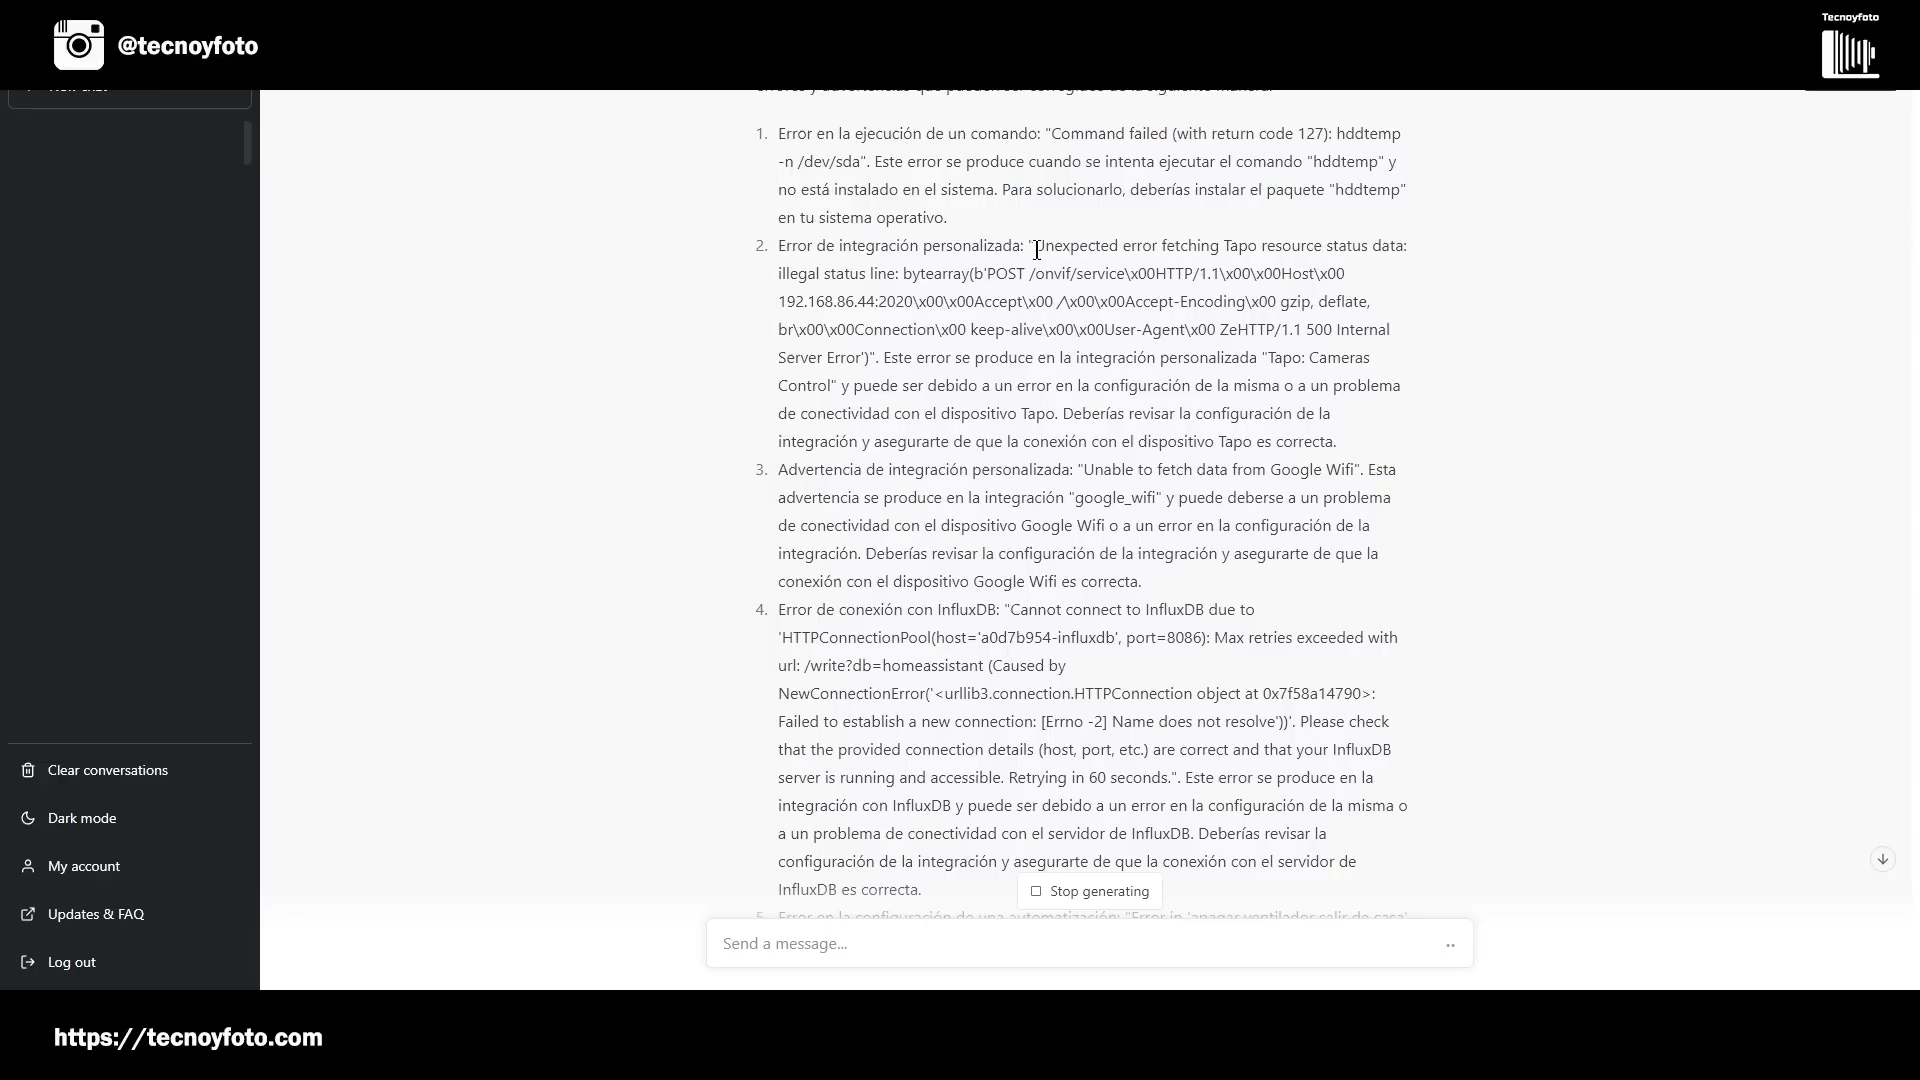 @tecnoyfoto
Tecnoyfoto
1. Error en la ejecución de un comando: "Command failed (with return code 127): hddtemp
-n /dev/sda". Este error se produce cuando se intenta ejecutar el comando "hddtemp" y
no está instalado en el sistema. Para solucionarlo, deberías instalar el paquete "hddtemp"
en tu sistema operativo.
2. Error de integración personalizada: "Unexpected error fetching Tapo resource status data:
illegal status line: bytearray(b'POST /onvif/service\x00HTTP/1.1\x00\x00Host\x00
192.168.86.44:2020\x00\x00Accept\x00 /\x00\x00Accept-Encoding\x00 gzip, deflate,
br\x00\x00Connection\x00 keep-alive\x00\x00User-Agent\x00 ZeHTTP/1.1 500 Internal
Server Error')". Este error se produce en la integración personalizada "Tapo: Cameras
Control" y puede ser debido a un error en la configuración de la misma o a un problema
de conectividad con el dispositivo Tapo. Deberías revisar la configuración de la
integración y asegurarte de que la conexión con el dispositivo Tapo es correcta.
3. Advertencia de integración personalizada: "Unable to fetch data from Google Wifi". Esta
advertencia se produce en la integración "google_wifi" y puede deberse a un problema
de conectividad con el dispositivo Google Wifi o a un error en la configuración de la
integración. Deberías revisar la configuración de la integración y asegurarte de que la
conexión con el dispositivo Google Wifi es correcta.
4. Error de conexión con InfluxDB: "Cannot connect to InfluxDB due to
'HTTPConnectionPool(host='a0d7b954-influxdb', port=8086): Max retries exceeded with
url: /write?db=homeassistant (Caused by
NewConnectionError('<urllib3.connection.HTTPConnection object at 0x7f58a14790>:
Failed to establish a new connection: [Errno -2] Name does not resolve'))'. Please check
that the provided connection details (host, port, etc.) are correct and that your InfluxDB
server is running and accessible. Retrying in 60 seconds.". Este error se produce en la
integración con InfluxDB y puede ser debido a un error en la configuración de la misma o
a un problema de conectividad con el servidor de InfluxDB. Deberías revisar la
configuración de la integración y asegurarte de que la conexión con el servidor de
InfluxDB es correcta.
5. Error en la configuración de una automatización: "Error in 'apagar ventilador salir de casa'
Stop generating
Send a message...
Clear conversations
Dark mode
My account
Updates & FAQ
Log out
https://tecnoyfoto.com